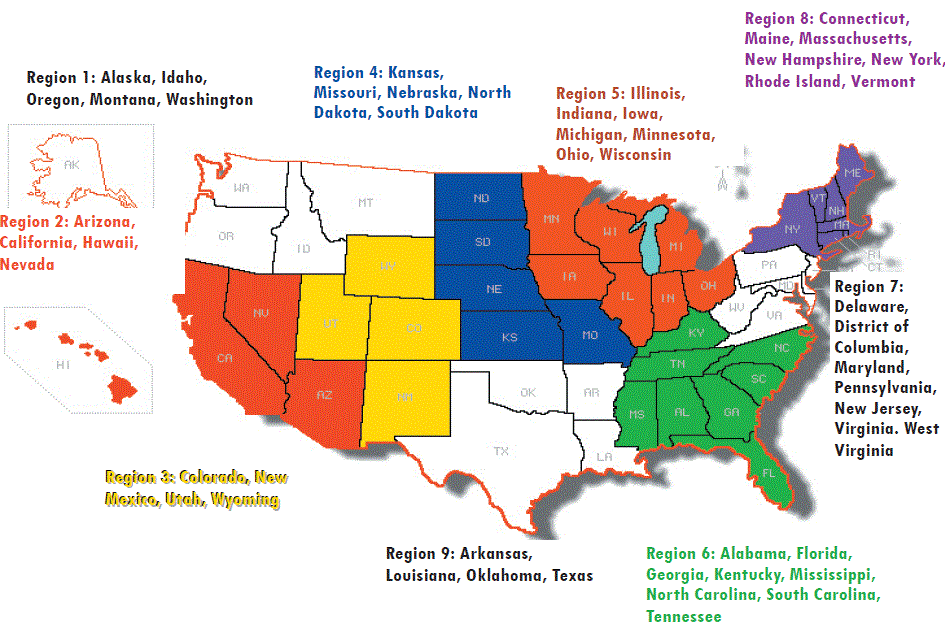 Region 8: Connecticut,
Maine, Massachusetts,
New Hampshire, New York,
Rhode Island, Vermont
Region 1: Alaska, Idaho,
Oregon, Montana, Washington
Region 4: Kansas,
Missouri, Nebraska, North
Dakota, South Dakota
Region 5: Illinois,
Indiana, Iowa,
Michigan, Minnesota,
Ohio, Wisconsin
AK
Region 2: Arizona,
California, Hawaii,
Nevada
HI
WA
OR
ID
MT
WY
NV
CA
UT
CO
AZ
NM
ND
SD
NE
KS
MO
OK
TX
AR
LA
MN
IA
WI
MI
IL
IN
OH
KY
TN
MS
AL
GA
SC
NC
FL
ME
VT
NH
MA
NY
RI
CT
PA
MD
WV
VA
Region 7:
Delaware,
District of
Columbia,
Maryland,
Pennsylvania,
New Jersey,
Virginia. West
Virginia
Region 3: Colorado, New
Mexico, Utah, Wyoming
Region 9: Arkansas,
Louisiana, Oklahoma, Texas
Region 6: Alabama, Florida,
Georgia, Kentucky, Mississippi,
North Carolina, South Carolina,
Tennessee